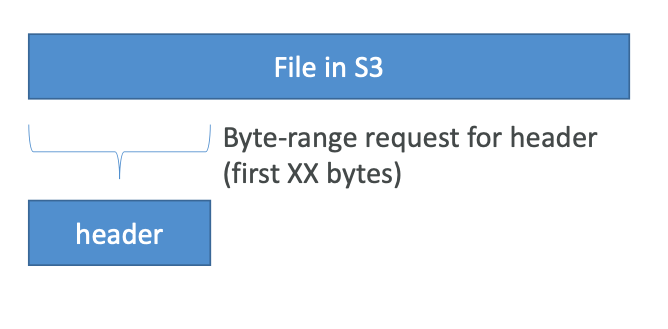 File in S3
Byte-range request for header
(first XX bytes)
header